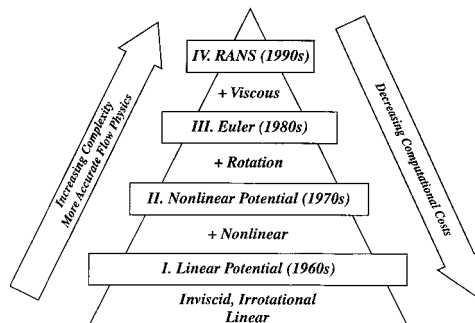 IV. RANS (1990s)
+ Viscous
III. Euler (1980s)
+ Rotation
II. Nonlinear Potential (1970s)
+ Nonlinear
I. Linear Potential (1960s)
Inviscid, Irrotational
Linear
Increasing Complexity
More Accurate Flow Physics
Decreasing Computational Costs